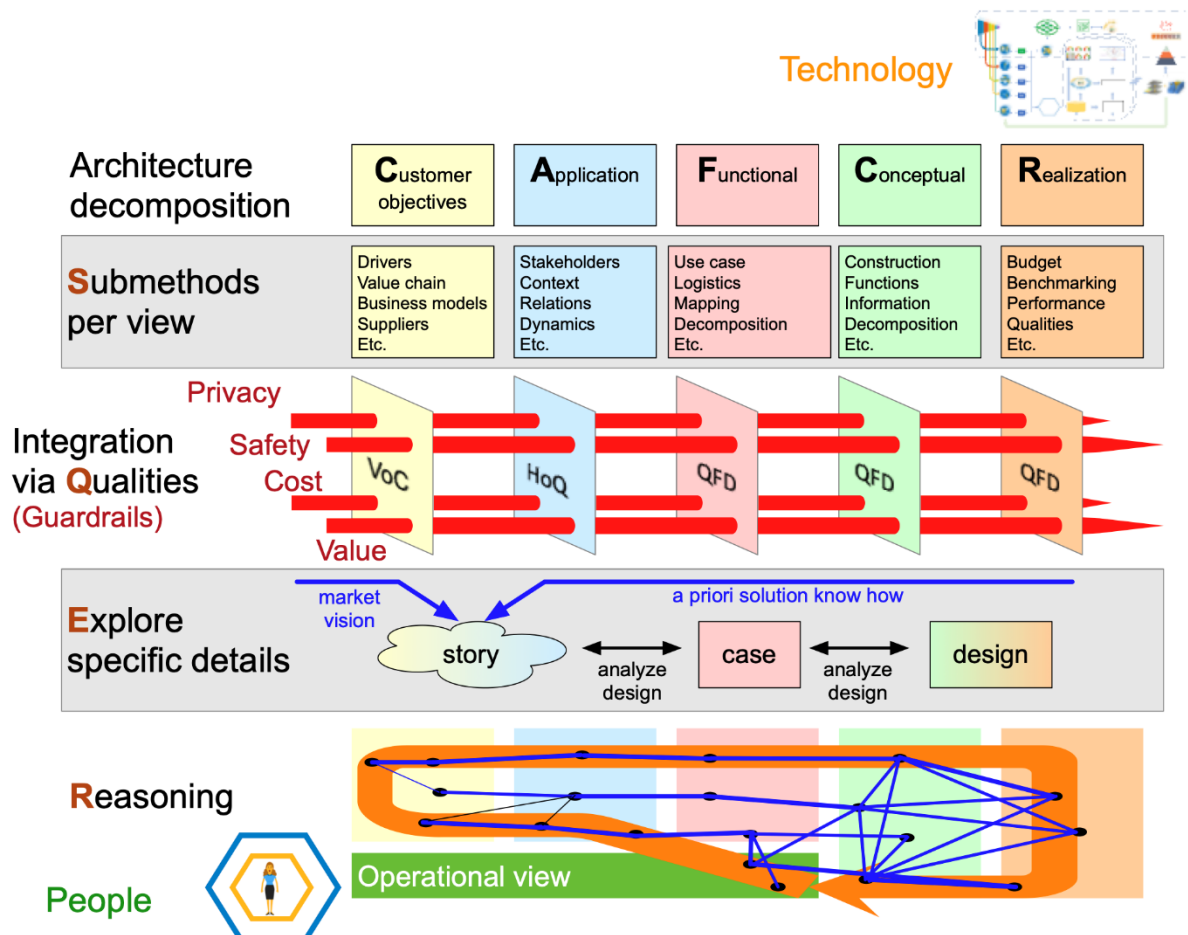 Technology
Architecture
decomposition
Customer
objectives
Application
Functional
Conceptual
Realization
Submethods
per view
Drivers
Value chain
Business models
Suppliers
Etc.
Stakeholders
Context
Relations
Dynamics
Etc.
Use case
Logistics
Mapping
Decomposition
Etc.
Construction
Functions
Information
Decomposition
Etc.
Budget
Benchmarking
Performance
Qualities
Etc.
Integration
via Qualities
(Guardrails)
Privacy
Safety
Cost
Value
VoC
HoQ
QFD
QFD
QFD
Explore
specific details
market
vision
a priori solution know how
story
analyze
design
case
analyze
design
design
Reasoning
Operational view
People